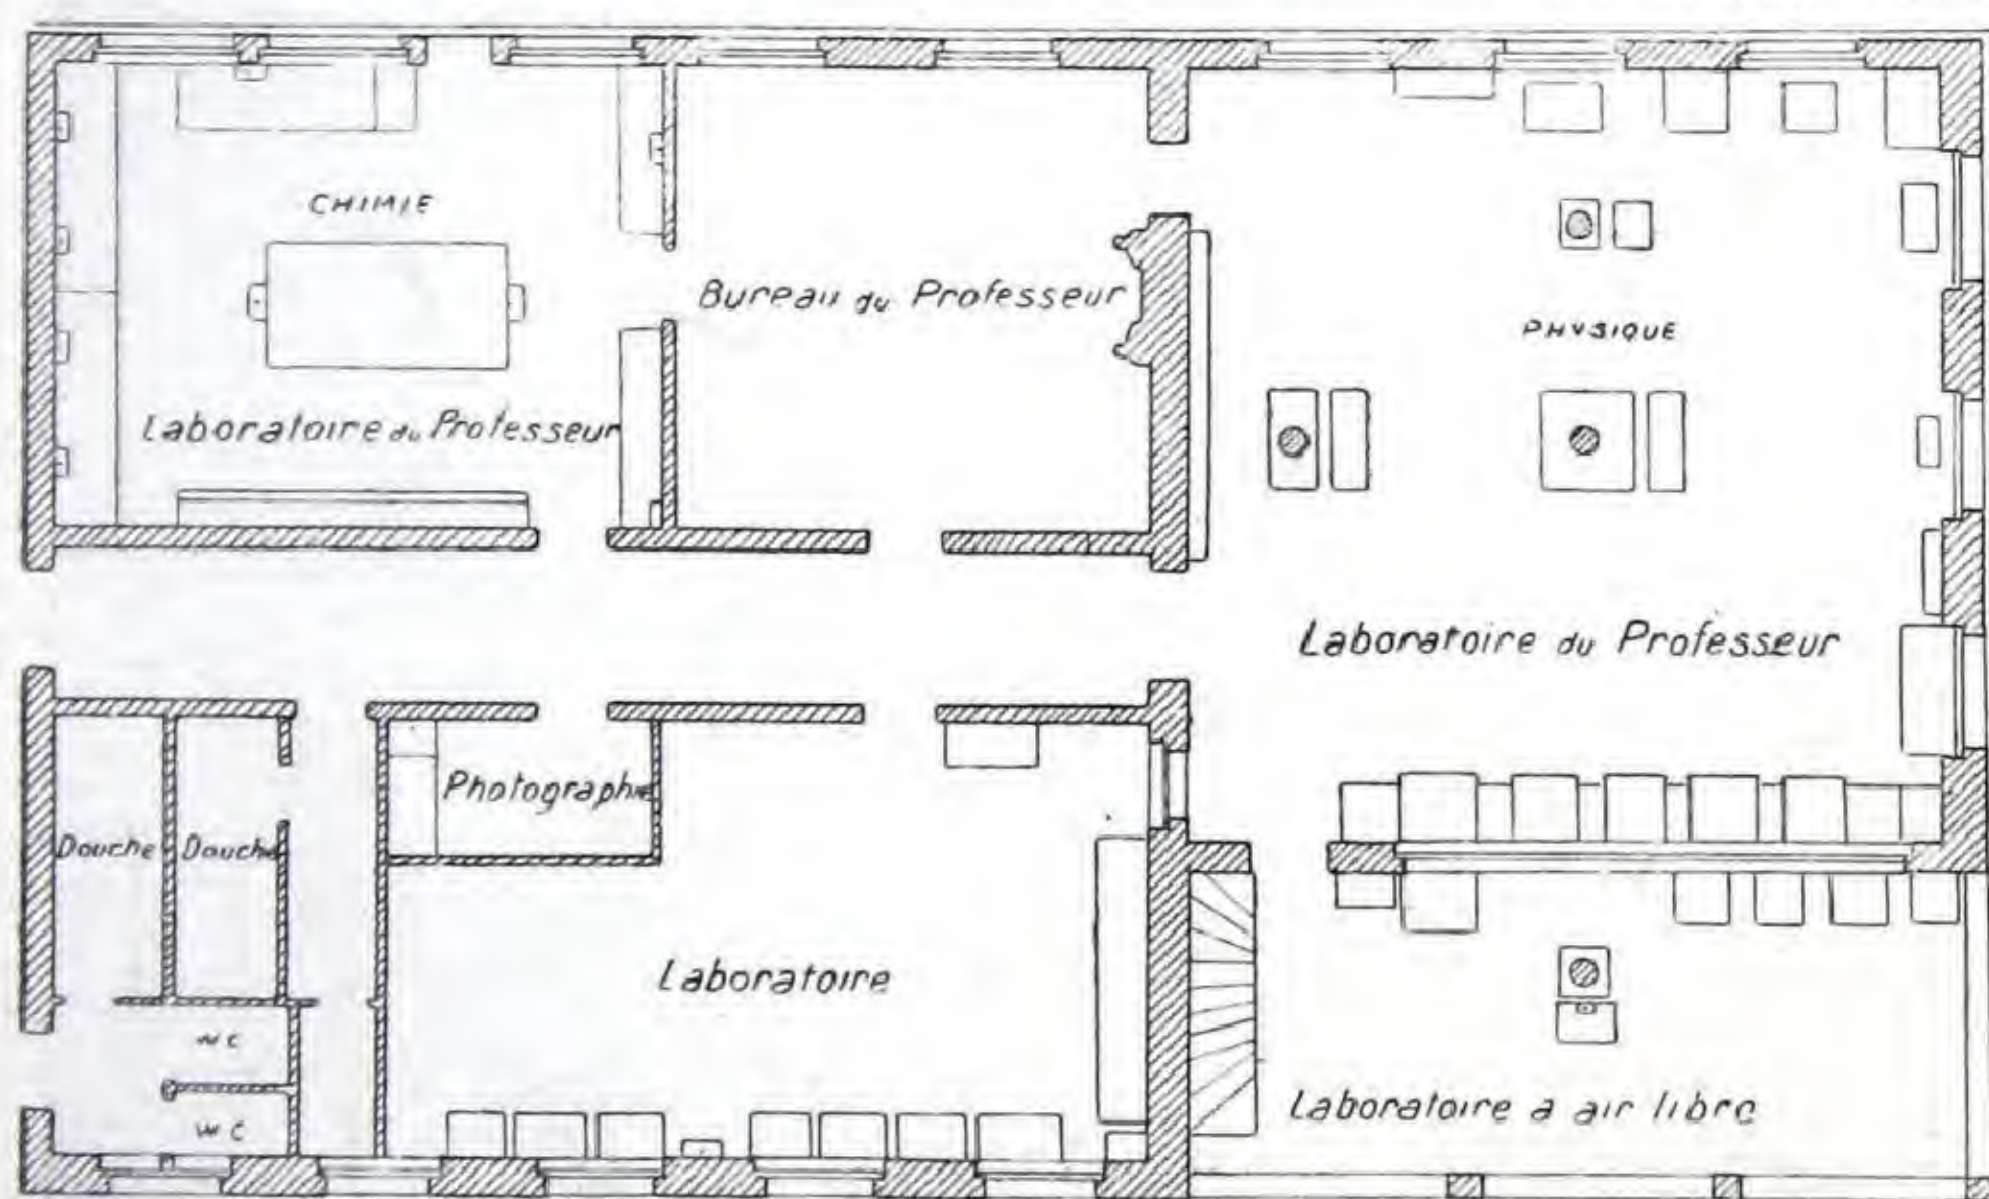 CHIMIE
Laboratoire du Professeur
Bureau du Professeur
PHYSIQUE
Laboratoire du Professeur
Douche
Douche
Photographie
Laboratoire
WC
WC
Laboratoire a air libre